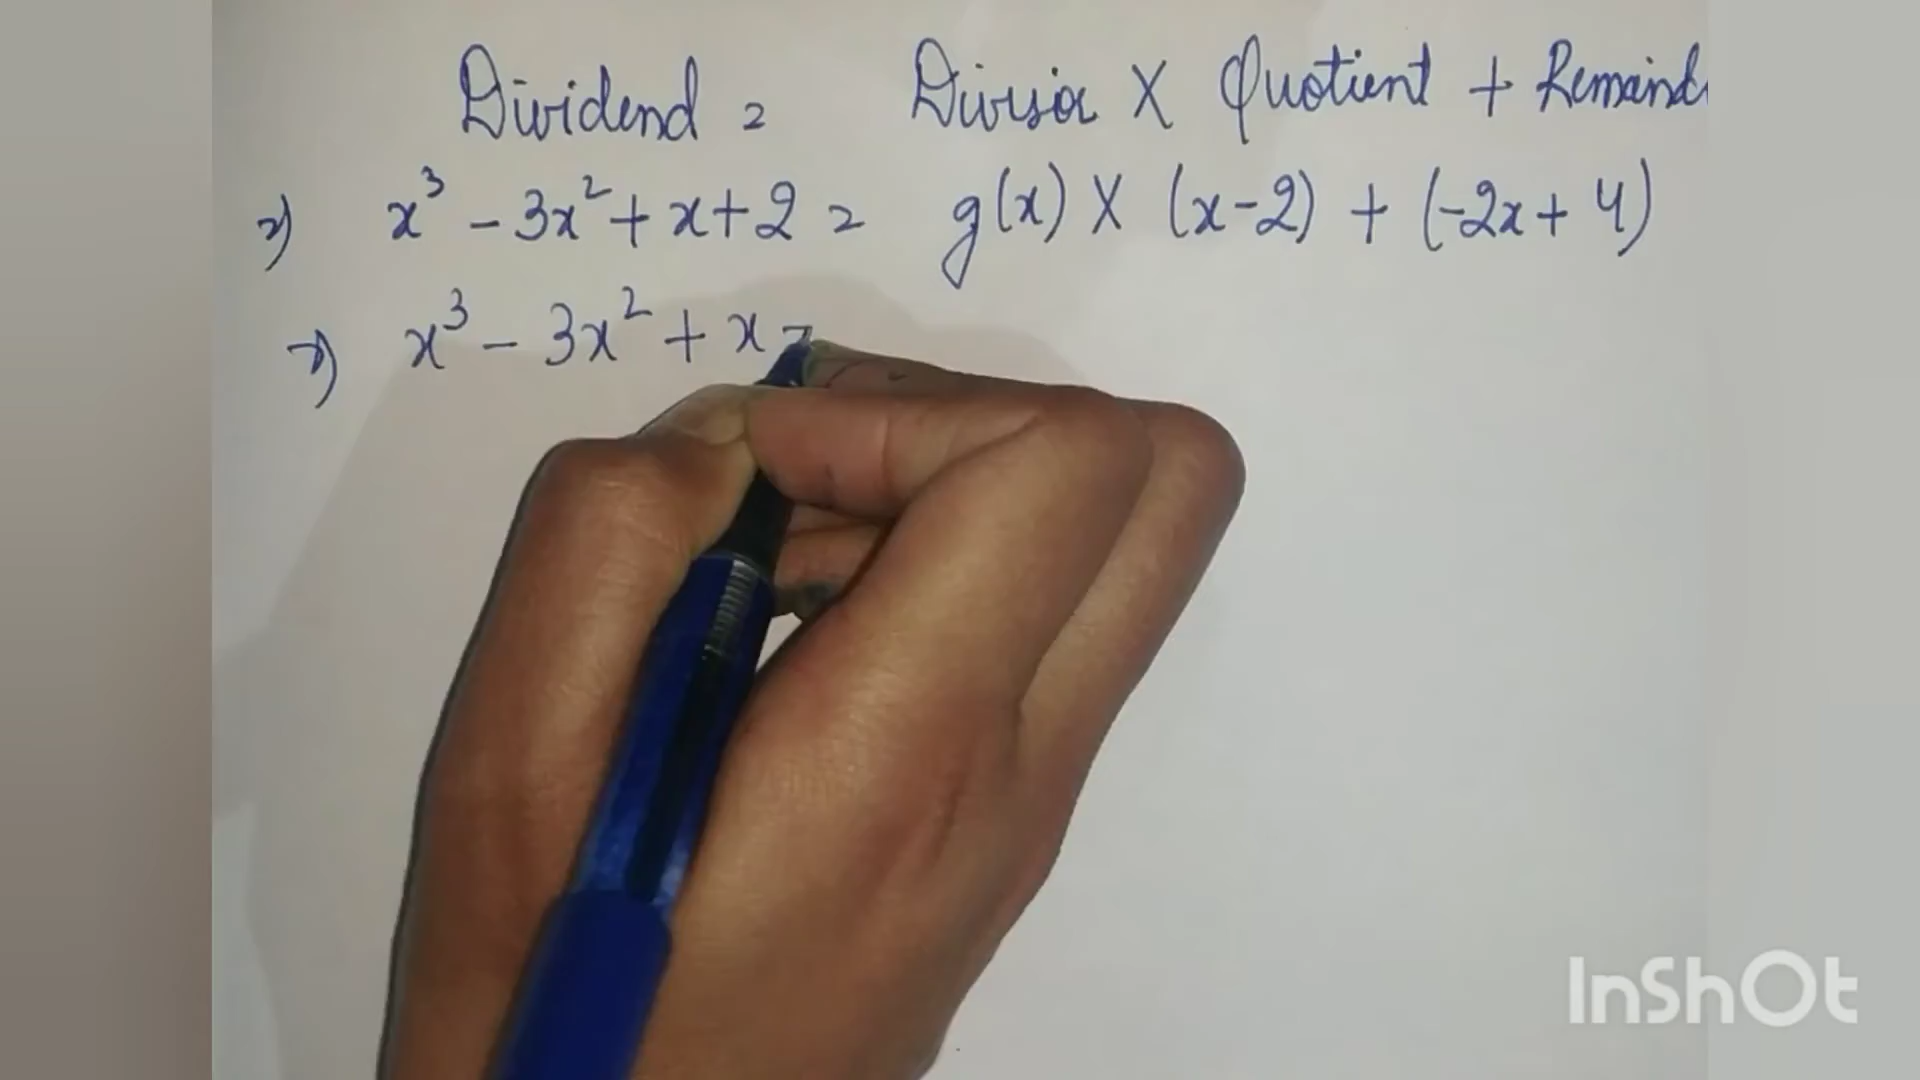 Dividend = Divisor X Quotient + Remaind
⇒) x³ - 3x² + x + 2 = g(x) X (x-2) + (-2x + 4)
⇒) x³ - 3x² + x
InShOt